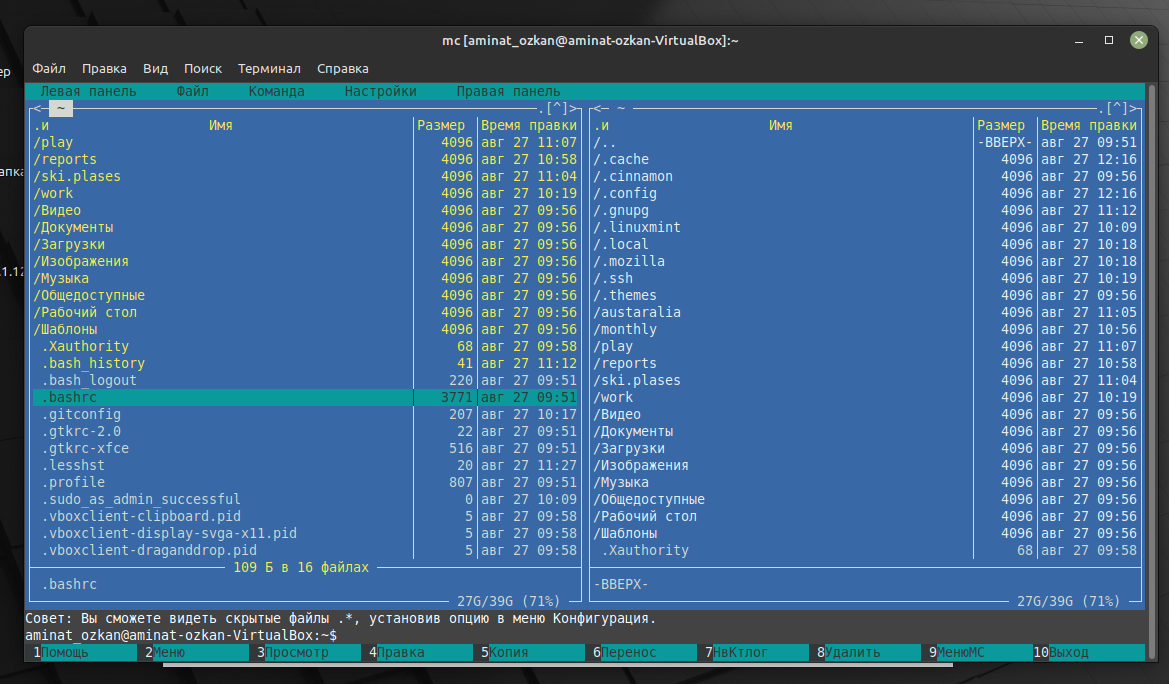 mc [aminat_ozkan@aminat-ozkan-VirtualBox]:~
ер
Файл Правка Вид Поиск Терминал Справка
Левая панель Файл Команда Настройки Правая панель
<─ ~ ─.[^]>
.и Имя Размер Время правки
/play 4096 авг 27 11:07
/reports 4096 авг 27 10:58
/ski.plases 4096 авг 27 11:04
/work 4096 авг 27 10:19
/Видео 4096 авг 27 09:56
/Документы 4096 авг 27 09:56
/Загрузки 4096 авг 27 09:56
/Изображения 4096 авг 27 09:56
/Музыка 4096 авг 27 09:56
/Общедоступные 4096 авг 27 09:56
/Рабочий стол 4096 авг 27 09:56
/Шаблоны 4096 авг 27 09:56
.Xauthority 68 авг 27 09:58
.bash_history 41 авг 27 11:12
.bash_logout 220 авг 27 09:51
.bashrc 3771 авг 27 09:51
.gitconfig 207 авг 27 10:17
.gtkrc-2.0 22 авг 27 09:51
.gtkrc-xfce 516 авг 27 09:51
.lesshst 20 авг 27 11:27
.profile 807 авг 27 09:51
.sudo_as_admin_successful 0 авг 27 10:09
.vboxclient-clipboard.pid 5 авг 27 09:58
.vboxclient-display-svga-x11.pid 5 авг 27 09:58
.vboxclient-draganddrop.pid 5 авг 27 09:58
109 Б в 16 файлах
.bashrc
27G/39G (71%)
<─ ~ ─.[^]>
.и Имя Размер Время правки
/.. -ВВЕРХ- авг 27 09:51
/.cache 4096 авг 27 12:16
/.cinnamon 4096 авг 27 09:56
/.config 4096 авг 27 12:16
/.gnupg 4096 авг 27 11:12
/.linuxmint 4096 авг 27 10:09
/.local 4096 авг 27 10:18
/.mozilla 4096 авг 27 10:18
/.ssh 4096 авг 27 10:19
/.themes 4096 авг 27 09:56
/austaralia 4096 авг 27 11:05
/monthly 4096 авг 27 10:56
/play 4096 авг 27 11:07
/reports 4096 авг 27 10:58
/ski.plases 4096 авг 27 11:04
/work 4096 авг 27 10:19
/Видео 4096 авг 27 09:56
/Документы 4096 авг 27 09:56
/Загрузки 4096 авг 27 09:56
/Изображения 4096 авг 27 09:56
/Музыка 4096 авг 27 09:56
/Общедоступные 4096 авг 27 09:56
/Рабочий стол 4096 авг 27 09:56
/Шаблоны 4096 авг 27 09:56
.Xauthority 68 авг 27 09:58
-ВВЕРХ-
27G/39G (71%)
апка
.1.12
Совет: Вы сможете видеть скрытые файлы .*, установив опцию в меню Конфигурация.
aminat_ozkan@aminat-ozkan-VirtualBox:~$
1Помощь 2Меню 3Просмотр 4Правка 5Копия 6Перенос 7НвКтлог 8Удалить 9МенюМС 10Выход